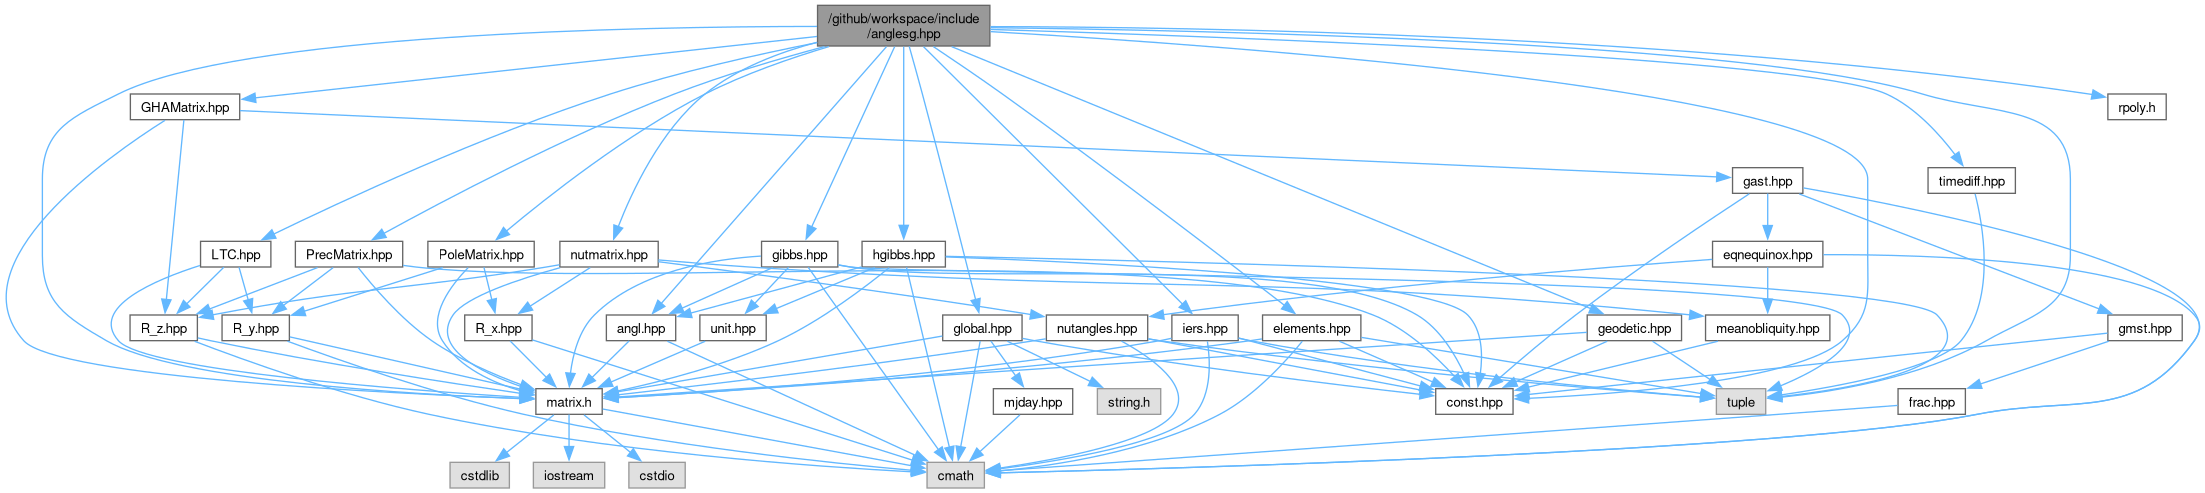 /github/workspace/include
/anglesg.hpp
GHAMatrix.hpp
rpoly.h
gast.hpp
timediff.hpp
LTC.hpp
PrecMatrix.hpp
PoleMatrix.hpp
nutmatrix.hpp
gibbs.hpp
hgibbs.hpp
eqnequinox.hpp
R_z.hpp
R_y.hpp
R_x.hpp
angl.hpp
unit.hpp
global.hpp
nutangles.hpp
iers.hpp
elements.hpp
geodetic.hpp
meanobliquity.hpp
gmst.hpp
matrix.h
mjday.hpp
string.h
const.hpp
tuple
frac.hpp
cstdlib
iostream
cstdio
cmath